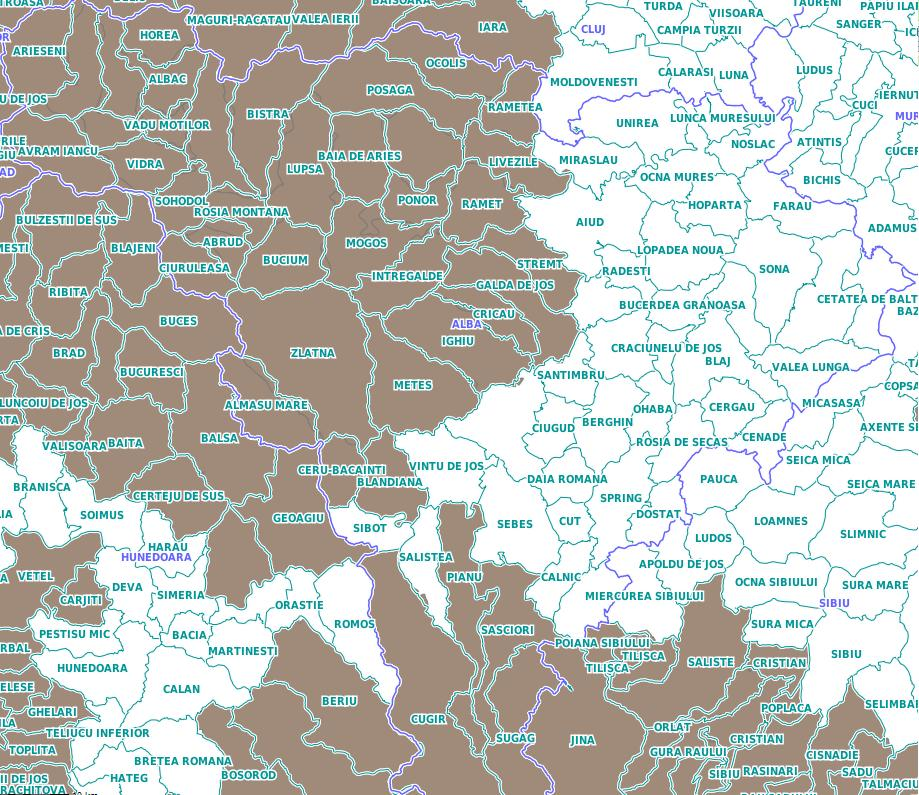 MAGURI-RACATAU
VALEA IERII
TURDA
VIISOARA
CLUJ
CAMPIA TURZII
SANGER
IARA
HOREA
ARIESENI
OCOLIS
ALBAC
POSAGA
MOLDOVENESTI
CALARASI
LUNA
LUDUS
CUCI
RAMETEA
BISTRA
VADU MOTILOR
UNIREA
LUNCA MURESULUI
AVRAM IANCU
VIDRA
LUPSA
BAIA DE ARIES
LIVEZILE
MIRASLAU
NOSLAC
ATINTIS
OCNA MURES
BICHIS
SOHODOL
ROSIA MONTANA
PONOR
RAMET
HOPARTA
FARAU
BULZESTII DE SUS
BLAJENI
ABRUD
MOGOS
AIUD
ADAMUS
CIURULEASA
BUCIUM
INTREGALDE
STREMT
GALDA DE JOS
LOPADEA NOUA
RADESTI
SONA
RIBITA
BUCES
CRICAU
ALBA
IGHIU
BUCERDEA GRANOASA
CETATEA DE BALT
BRAD
ZLATNA
CRACIUNELU DE JOS
BLAJ
BUCURESCI
METES
SANTIMBRU
VALEA LUNGA
LUNCOIU DE JOS
ALMASU MARE
OHABA
CERGAU
MICASASA
CIUGUD
BERGHIN
VALISOARA
BAITA
BALSA
ROSIA DE SECAS
CENADE
SEICA MICA
CERU-BACAINTI
VINTU DE JOS
BLANDIANA
DAIA ROMANA
PAUCA
SEICA MARE
BRANISCA
CERTEJU DE SUS
SPRING
SOIMUS
GEOAGIU
SIBOT
SEBES
CUT
DOSTAT
LOAMNES
LUDOS
SLIMNIC
HARAU
HUNEDOARA
SALISTEA
APOLDU DE JOS
VETEL
DEVA
SIMERIA
PIANU
CALNIC
OCNA SIBIULUI
SURA MARE
CARJITI
ORASTIE
MIERCUREA SIBIULUI
SIBIU
PESTISU MIC
BACIA
ROMOS
SASCIORI
SURA MICA
MARTINESTI
POIANA SIBIULUI
TILISCA
TILISCA
SALISTE
CRISTIAN
SIBIU
HUNEDOARA
CALAN
BERIU
GHELARI
CUGIR
POPLACA
SELIMBA
TELIUCU INFERIOR
SUGAG
JINA
ORLAT
CRISTIAN
TOPLITA
GURA RAULUI
CISNADIE
BRETEA ROMANA
HATEG
BOSOROD
SIBIU
RASINARI
SADU
TALMACIU